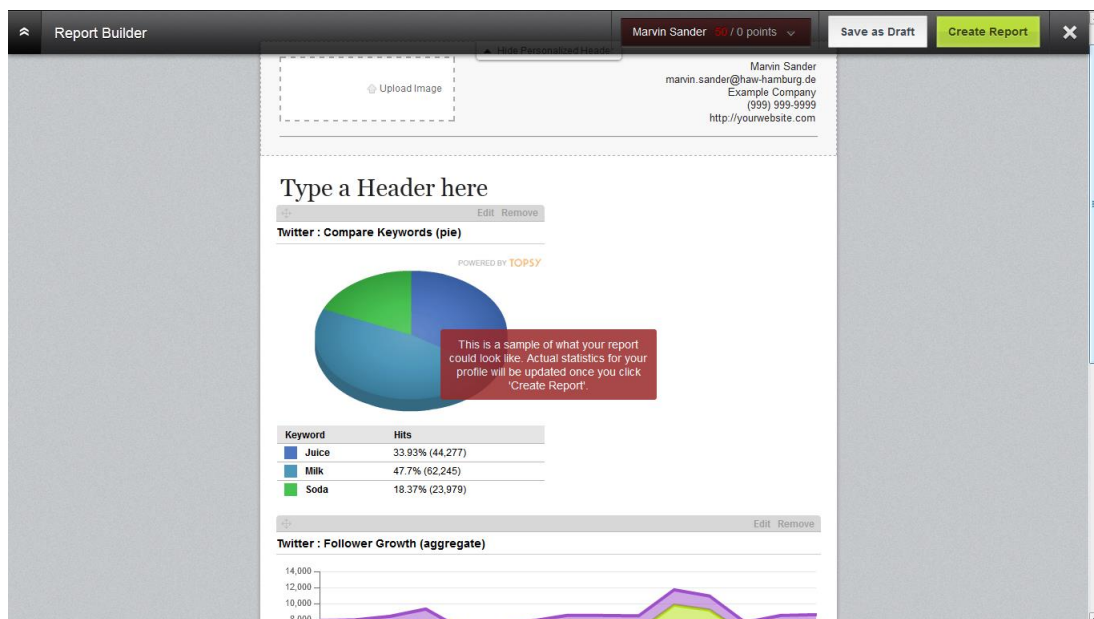 Report Builder
Marvin Sander 50 / 0 points
Save as Draft
Create Report
Hide Personalized Header
Upload Image
Marvin Sander
marvin.sander@haw-hamburg.de
Example Company
(999) 999-9999
http://yourwebsite.com
Type a Header here
Edit Remove
Twitter : Compare Keywords (pie)
POWERED BY TOPSY
This is a sample of what your report
could look like. Actual statistics for your
profile will be updated once you click
'Create Report'.
Keyword Hits
Juice 33.93% (44,277)
Milk 47.7% (62,245)
Soda 18.37% (23,979)
Edit Remove
Twitter : Follower Growth (aggregate)
14,000
12,000
10,000
8,000